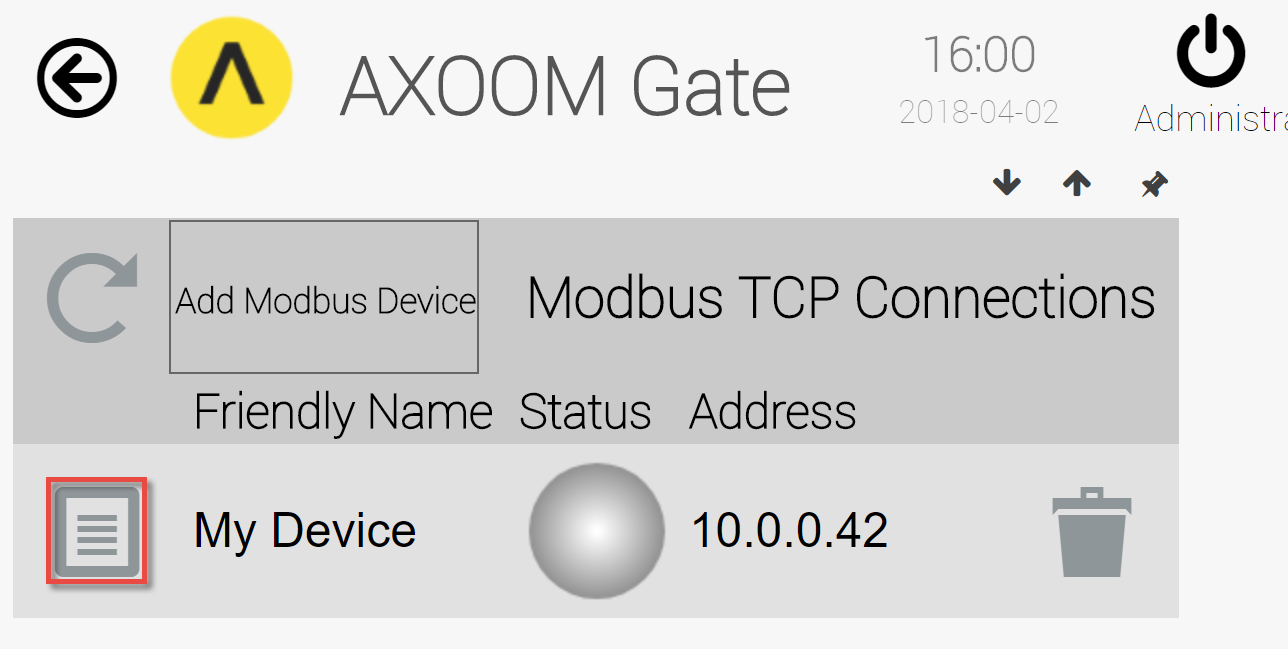 AXOOM Gate
16:00
2018-04-02
Administra
Add Modbus Device
Modbus TCP Connections
Friendly Name Status Address
My Device 10.0.0.42